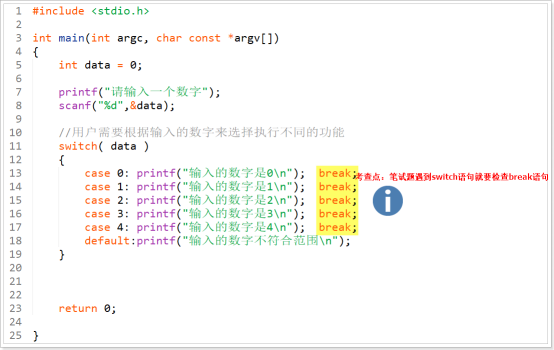 1 #include <stdio.h>
2
3 int main(int argc, char const *argv[])
4 {
5 int data = 0;
6
7 printf("请输入一个数字");
8 scanf("%d",&data);
9
10 //用户需要根据输入的数字来选择执行不同的功能
11 switch( data )
12 {
13 case 0: printf("输入的数字是0\n"); break; 考查点：笔试题遇到switch语句就要检查break语句
14 case 1: printf("输入的数字是1\n"); break;
15 case 2: printf("输入的数字是2\n"); break;
16 case 3: printf("输入的数字是3\n"); break;
17 case 4: printf("输入的数字是4\n"); break;
18 default:printf("输入的数字不符合范围\n");
19 }
20
21
22
23 return 0;
24
25 }